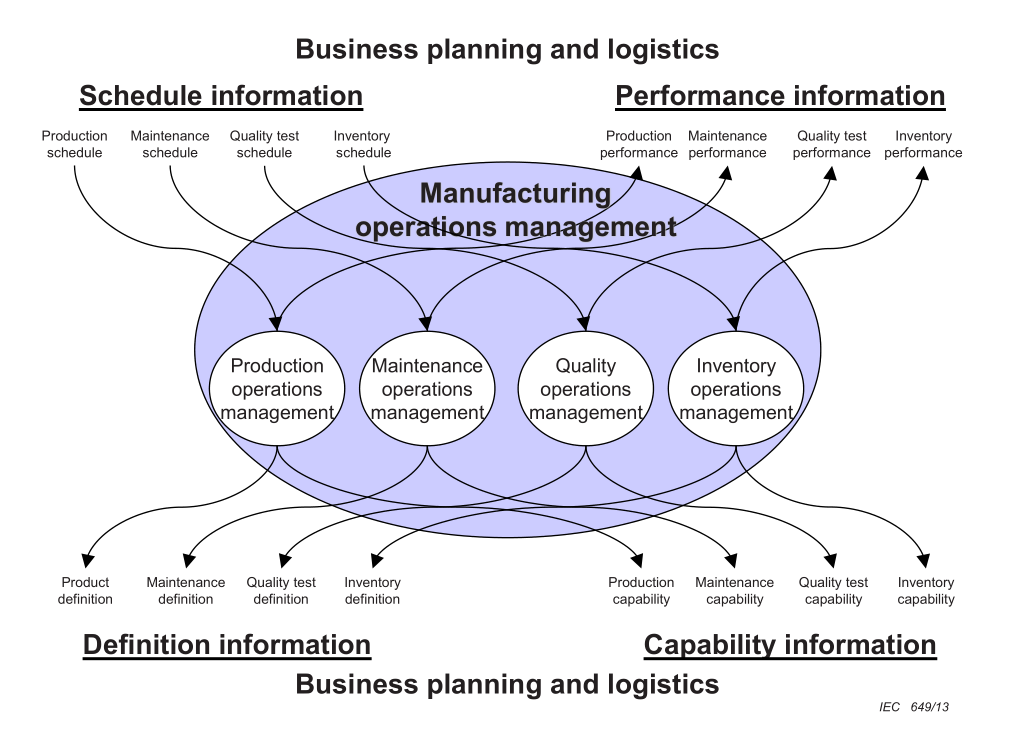 Business planning and logistics
Schedule information
Performance information
Production
schedule
Maintenance
schedule
Quality test
schedule
Inventory
schedule
Production
performance
Maintenance
performance
Quality test
performance
Inventory
performance
Manufacturing
operations management
Production
operations
management
Maintenance
operations
management
Quality
operations
management
Inventory
operations
management
Product
definition
Maintenance
definition
Quality test
definition
Inventory
definition
Production
capability
Maintenance
capability
Quality test
capability
Inventory
capability
Definition information
Capability information
Business planning and logistics
IEC 649/13